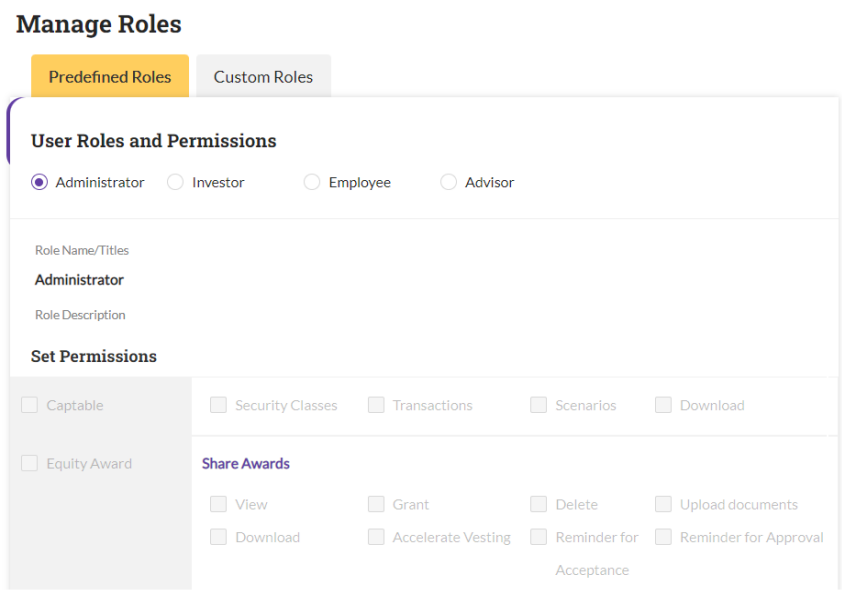 Manage Roles
Predefined Roles Custom Roles
User Roles and Permissions
Administrator Investor Employee Advisor
Role Name/Titles
Administrator
Role Description
Set Permissions
Captable Security Classes Transactions Scenarios Download
Equity Award Share Awards
View Grant Delete Upload documents
Download Accelerate Vesting Reminder for Reminder for Approval
Acceptance